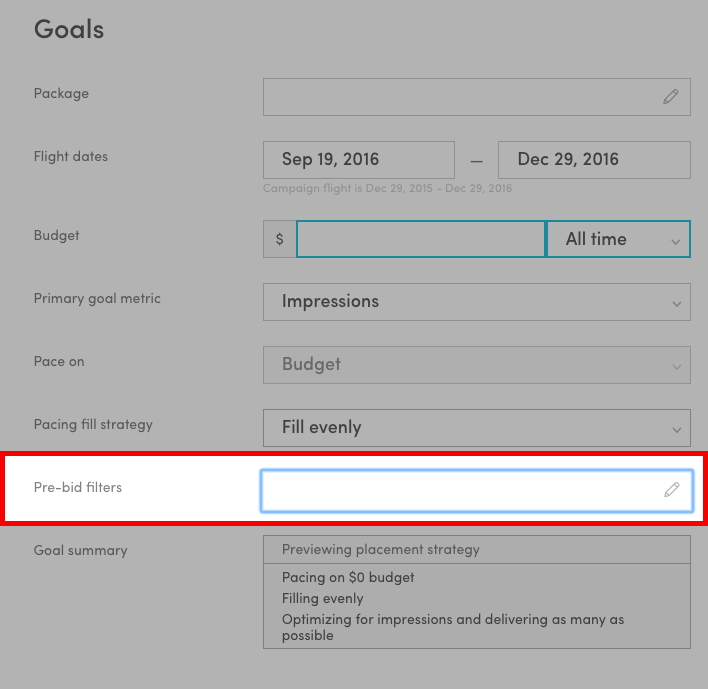 Goals
Package
Flight dates
Sep 19, 2016 — Dec 29, 2016
Campaign flight is Dec 29, 2015 - Dec 29, 2016
Budget
$
All time
Primary goal metric
Impressions
Pace on
Budget
Pacing fill strategy
Fill evenly
Pre-bid filters
Goal summary
Previewing placement strategy
Pacing on $0 budget
Filling evenly
Optimizing for impressions and delivering as many as
possible